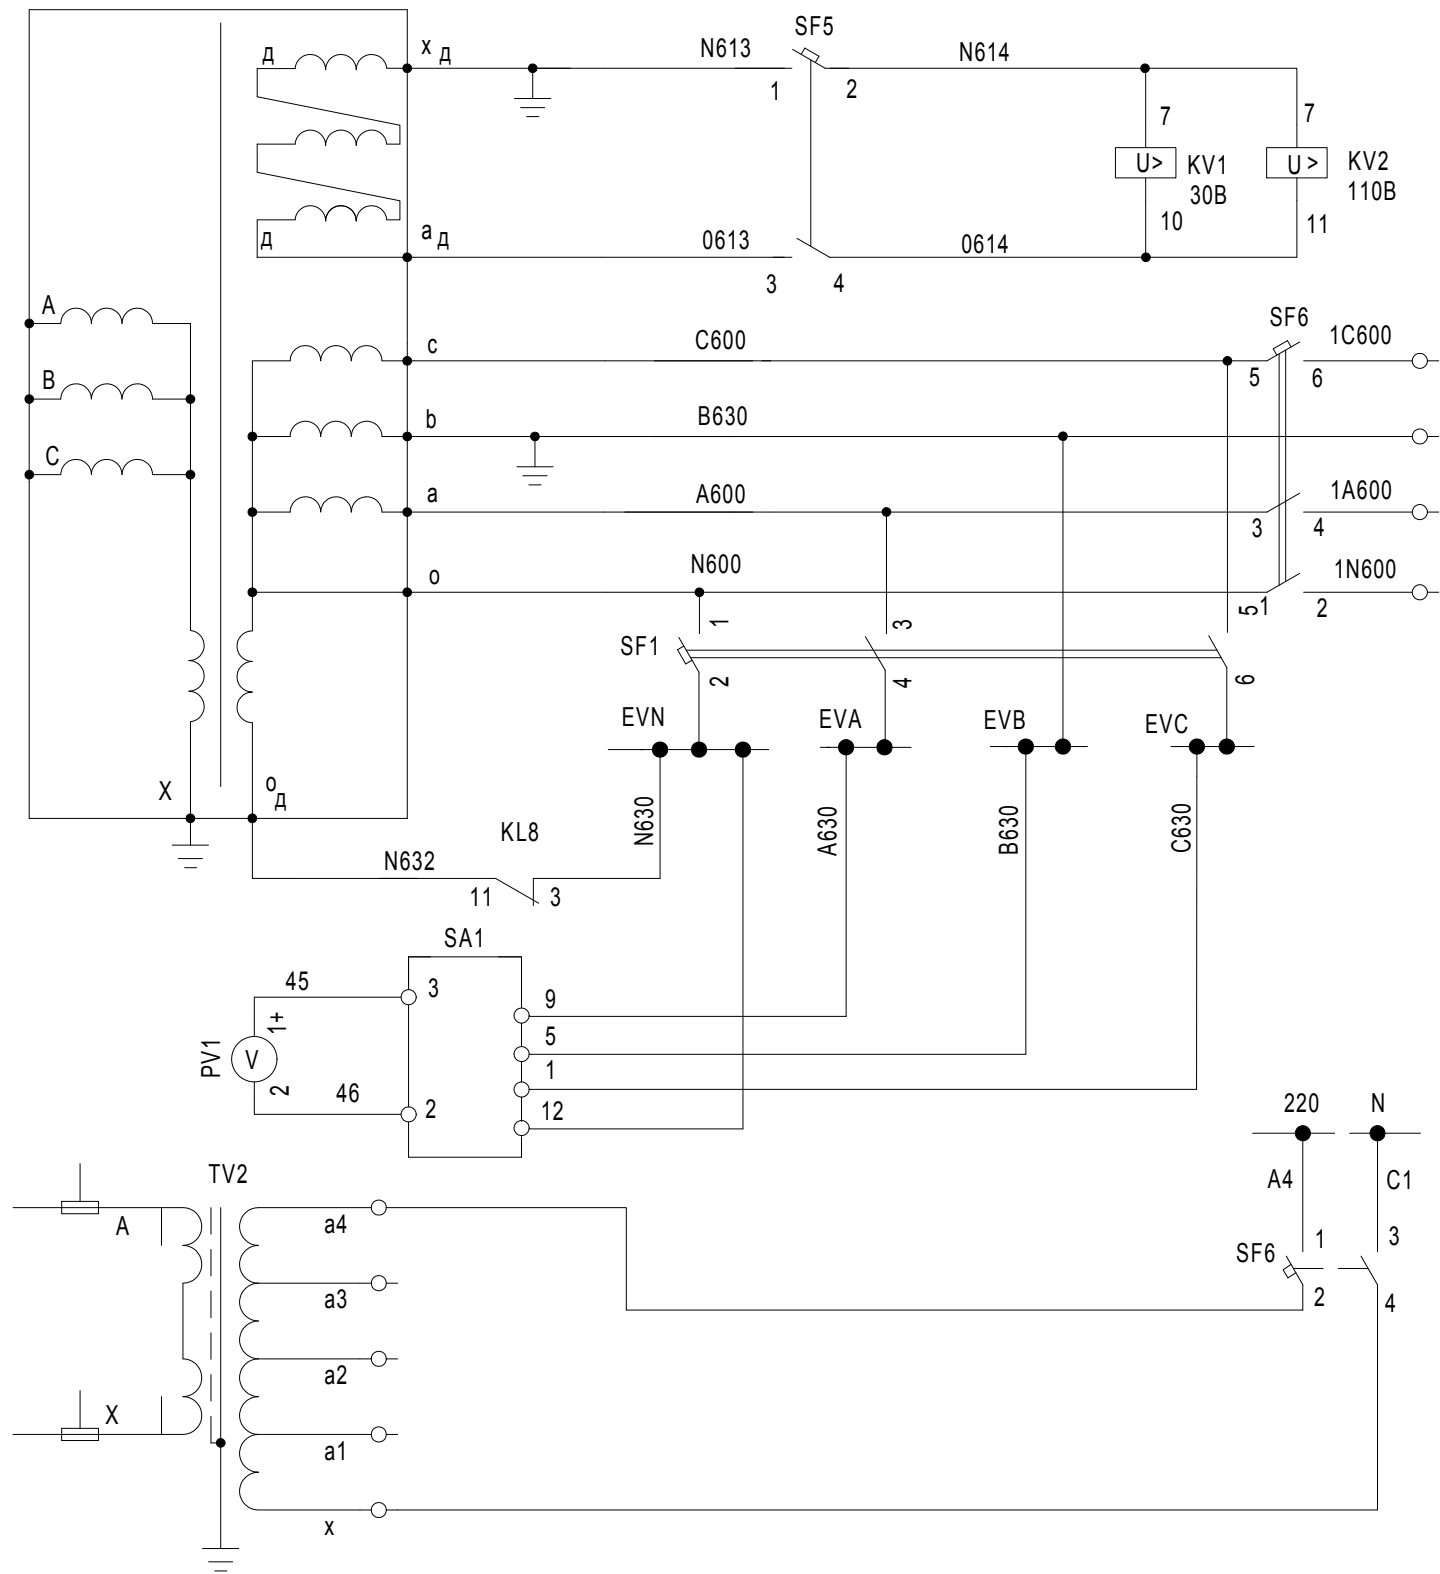 SF5
Д
х Д
N613
N614
1
2
7
7
U>
KV1
30В
U >
KV2
110В
10
11
Д
а Д
0613
0614
3
4
A
SF6
c
C600
1C600
5
6
B
b
B630
C
a
A600
1A600
3
4
o
N600
1N600
1
2
SF1
1
3
5
2
4
6
EVN
EVA
EVB
EVC
X
о Д
N630
A630
B630
C630
KL8
N632
11
3
SA1
45
3
9
1+
PV1
V
5
2
1
46
2
12
220
N
TV2
A4
C1
A
a4
1
3
SF6
a3
2
4
a2
X
a1
x